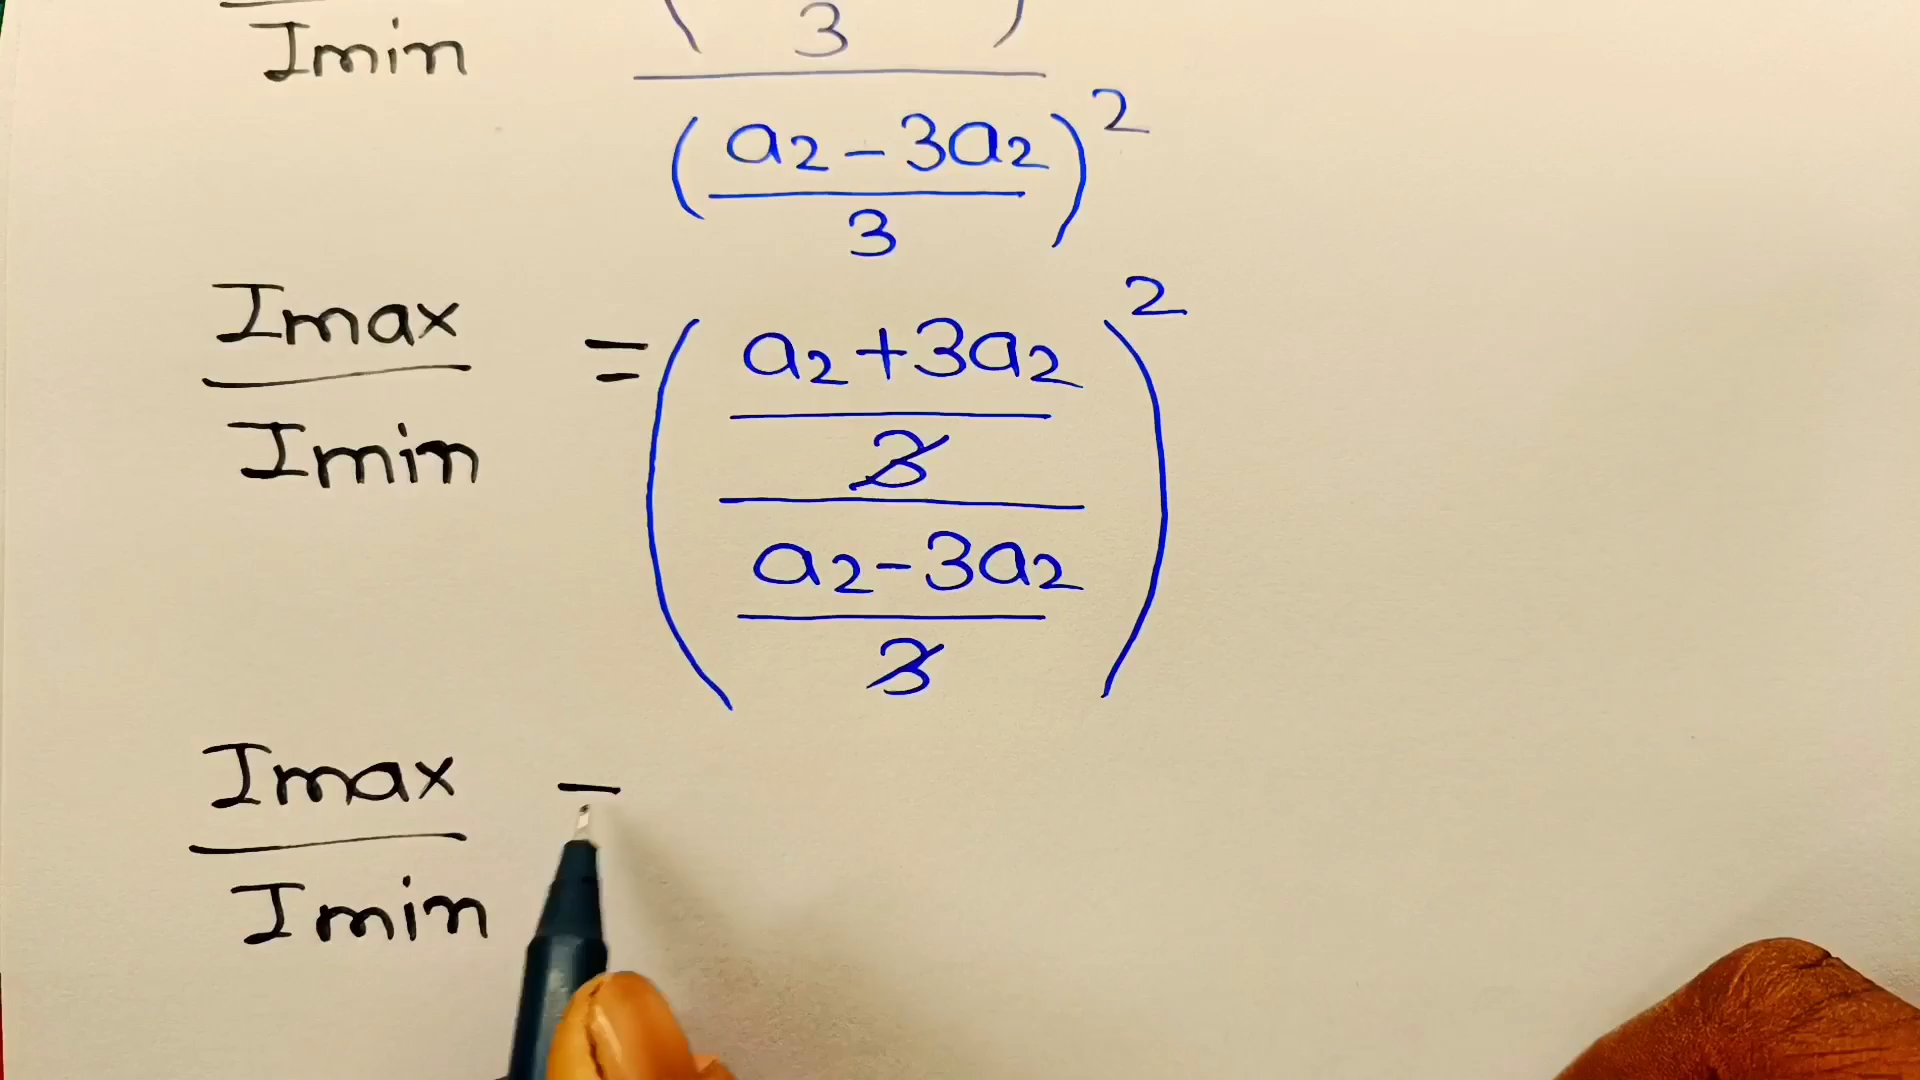 3
Imin
(a2-3a2)2
3
Imax = (a2+3a2)2
3
Imin
a2-3a2
3
Imax =
Imin